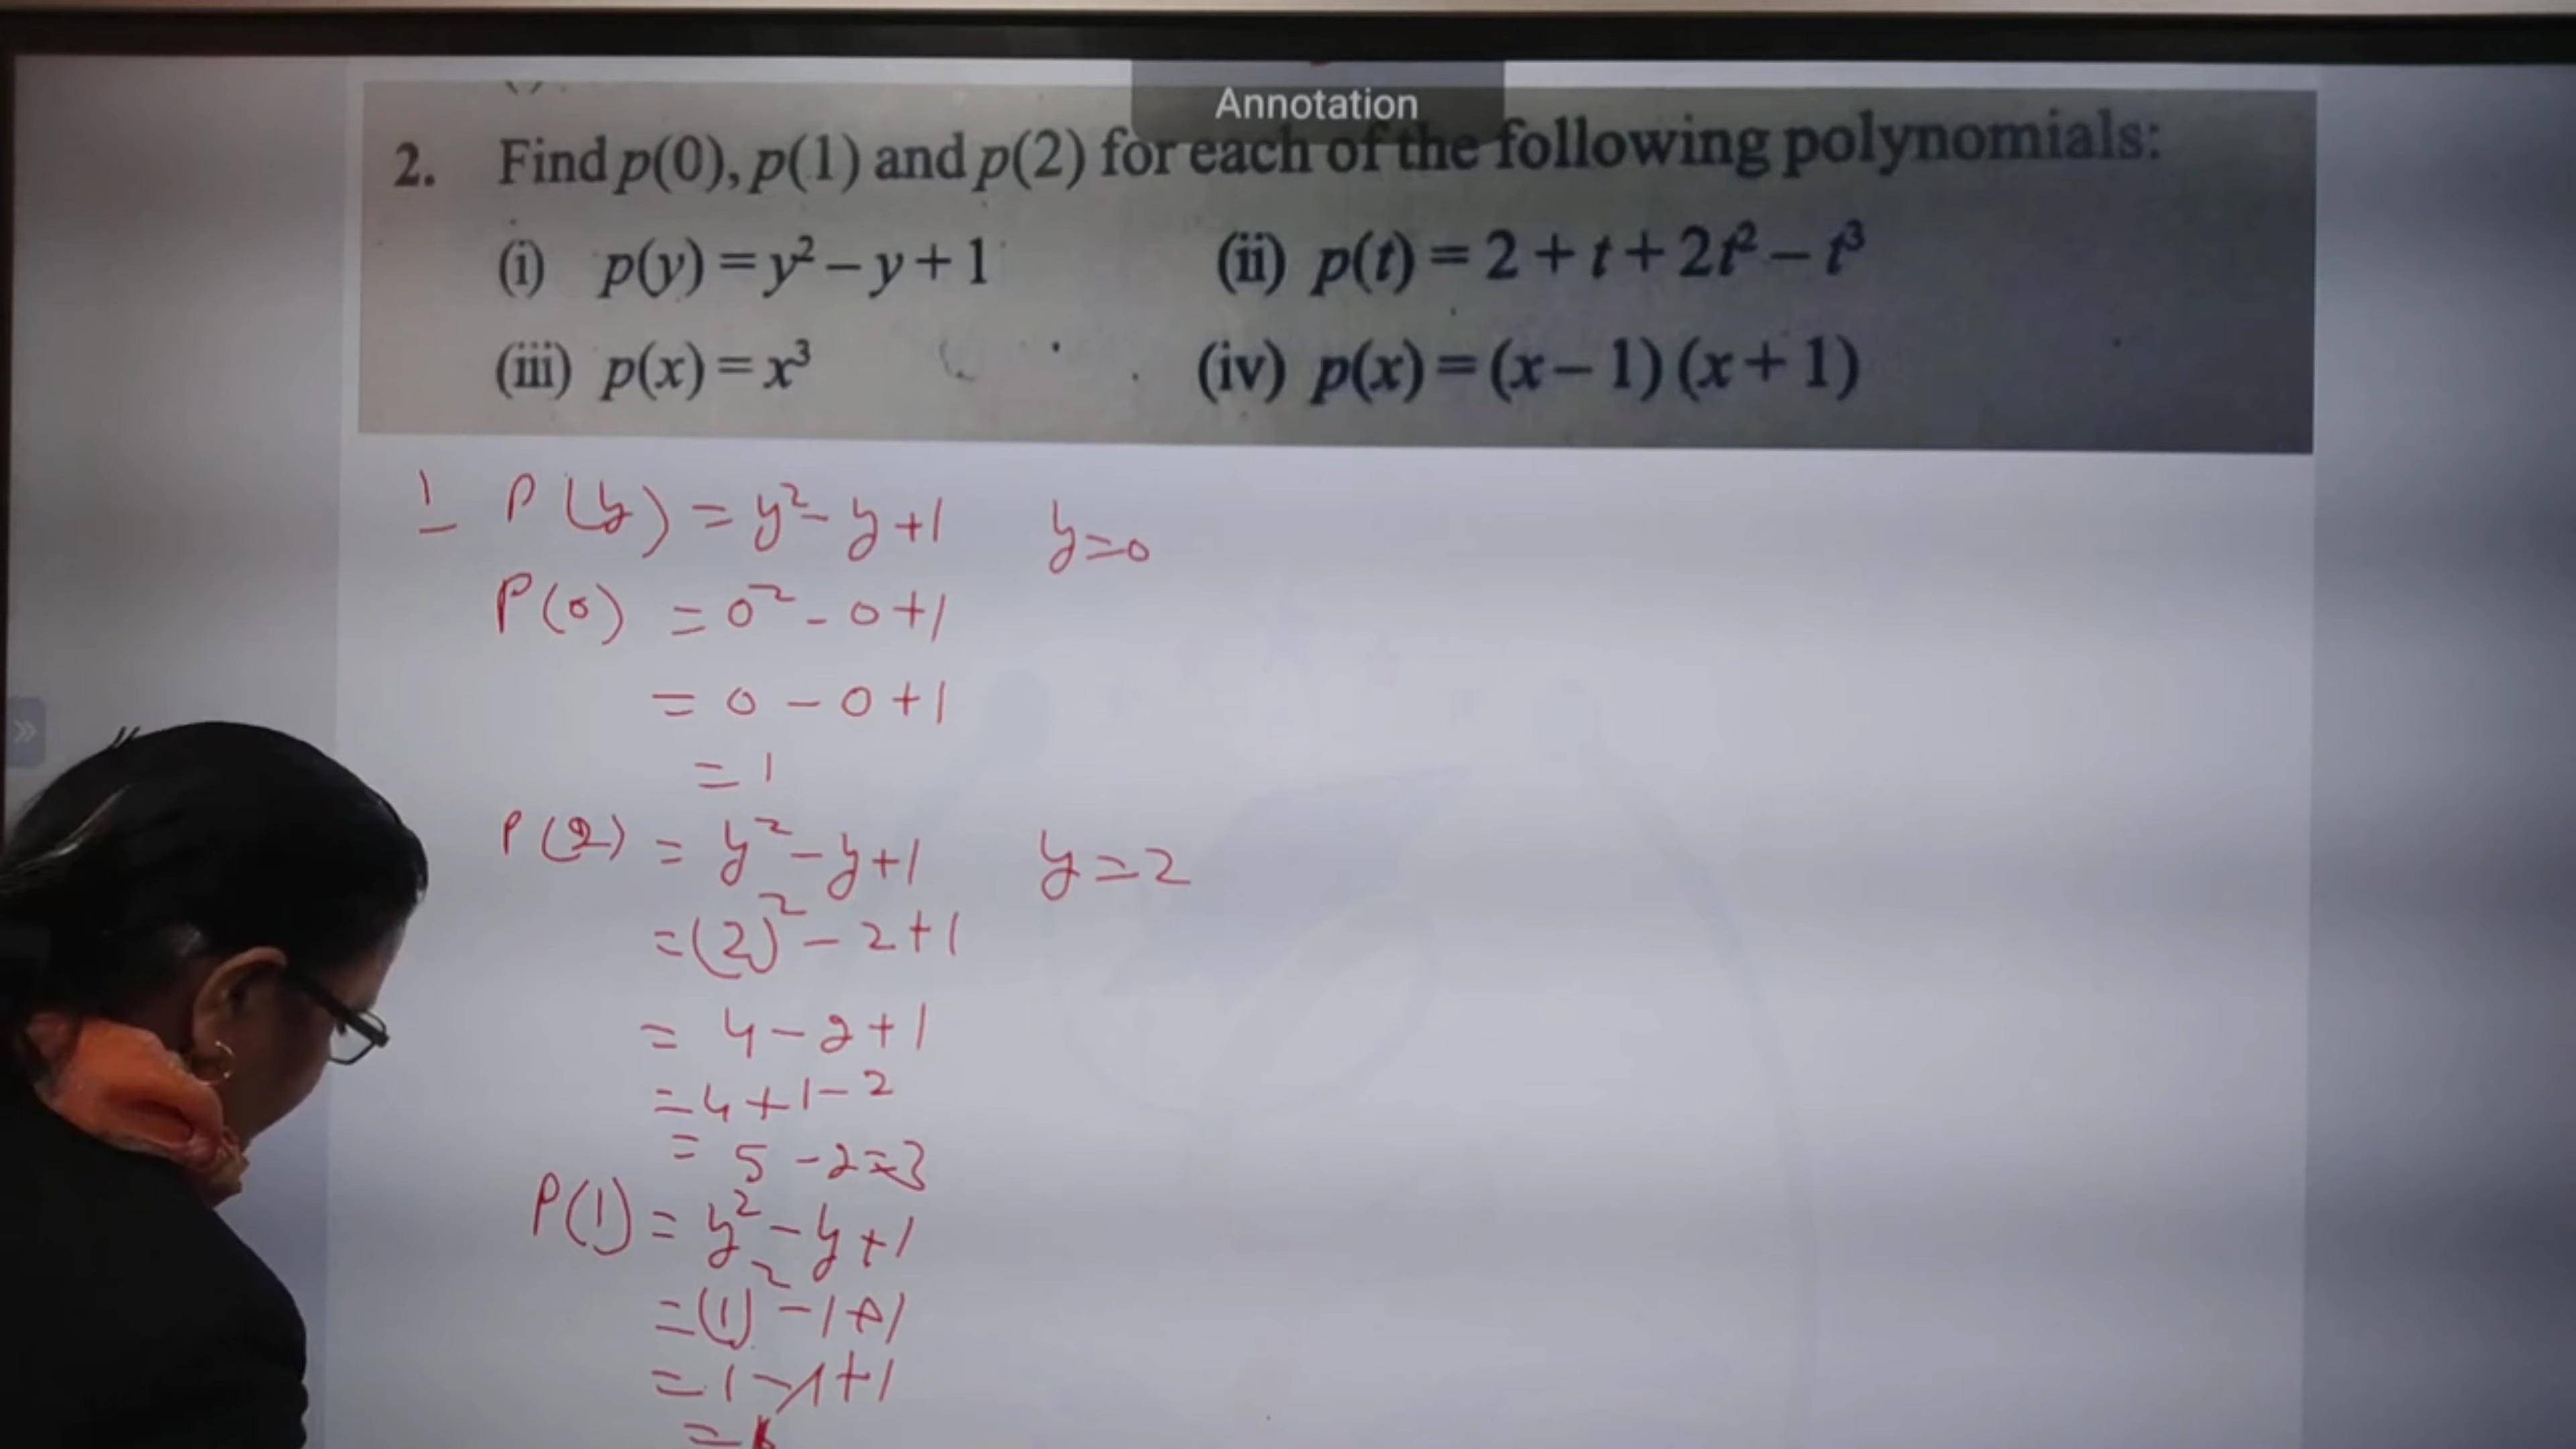 Annotation
2. Find p(0), p(1) and p(2) for each of the following polynomials:
(i) p(y) = y² – y + 1 (ii) p(t) = 2 + t + 2t² – t³
(iii) p(x) = x³ (iv) p(x) = (x – 1) (x + 1)
1 P(y) = y² - y + 1 y = 0
P(0) = 0² - 0 + 1
= 0 - 0 + 1
= 1
P(2) = y² - y + 1 y = 2
= (2)² - 2 + 1
= 4 - 2 + 1
= 4 + 1 - 2
= 5 - 2 = 3
P(1) = y² - y + 1
= (1)² - 1 + 1
= 1 - 1 + 1
=